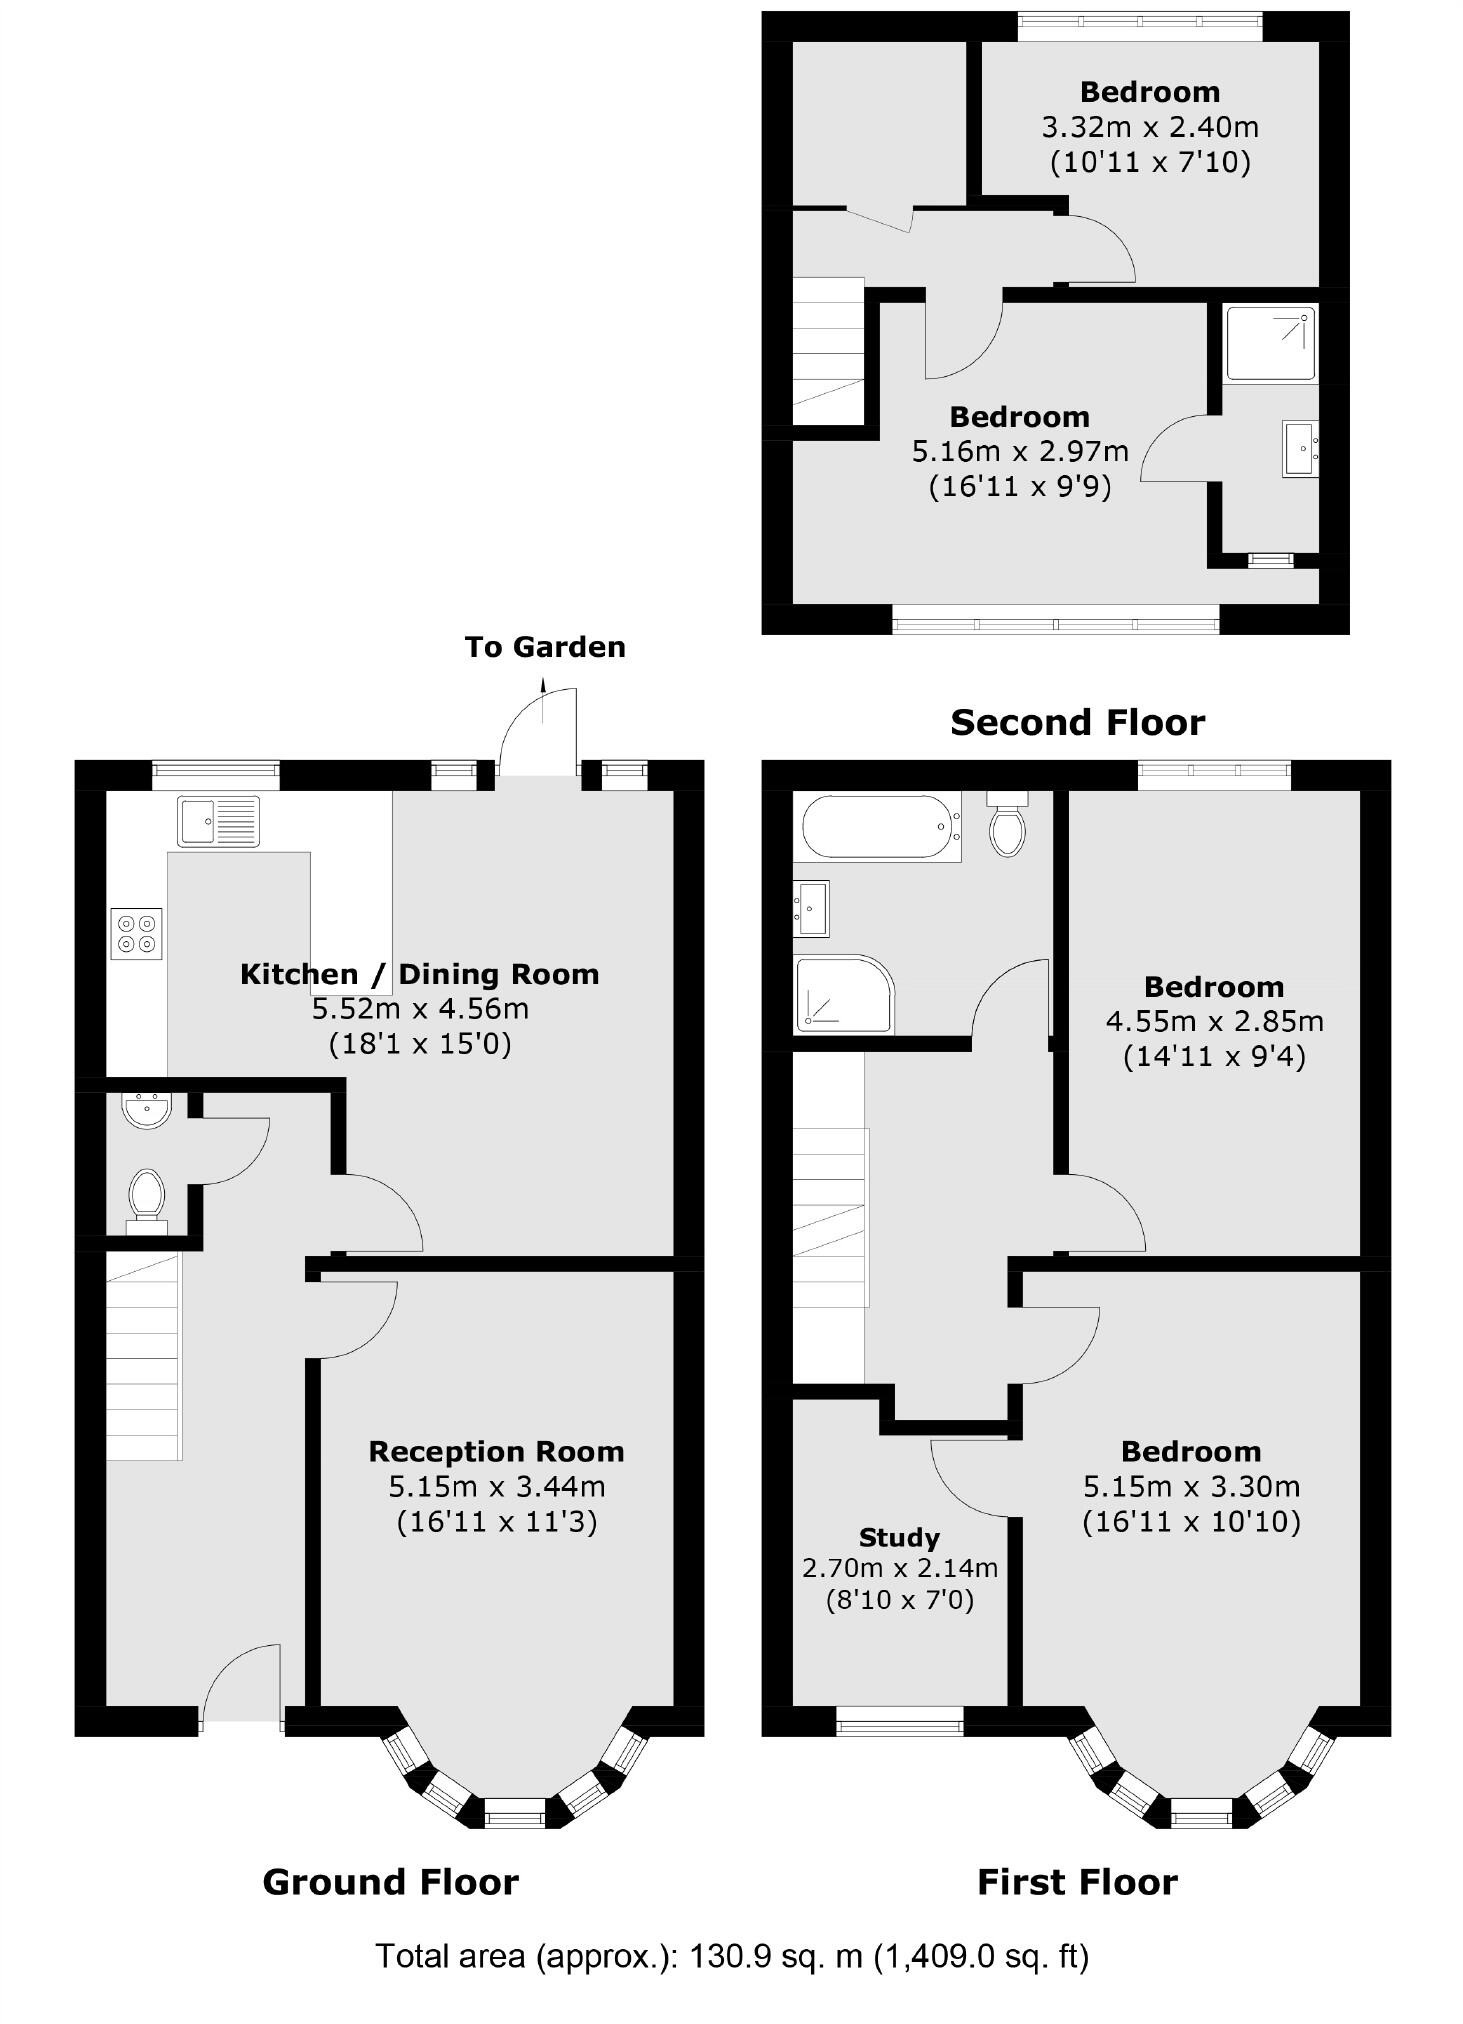 Bedroom
3.32m x 2.40m
(10'11 x 7'10)
Bedroom
5.16m x 2.97m
(16'11 x 9'9)
Second Floor
To Garden
Kitchen / Dining Room
5.52m x 4.56m
(18'1 x 15'0)
Reception Room
5.15m x 3.44m
(16'11 x 11'3)
Ground Floor
Bedroom
4.55m x 2.85m
(14'11 x 9'4)
Bedroom
5.15m x 3.30m
(16'11 x 10'10)
Study
2.70m x 2.14m
(8'10 x 7'0)
First Floor
Total area (approx.): 130.9 sq. m (1,409.0 sq. ft)